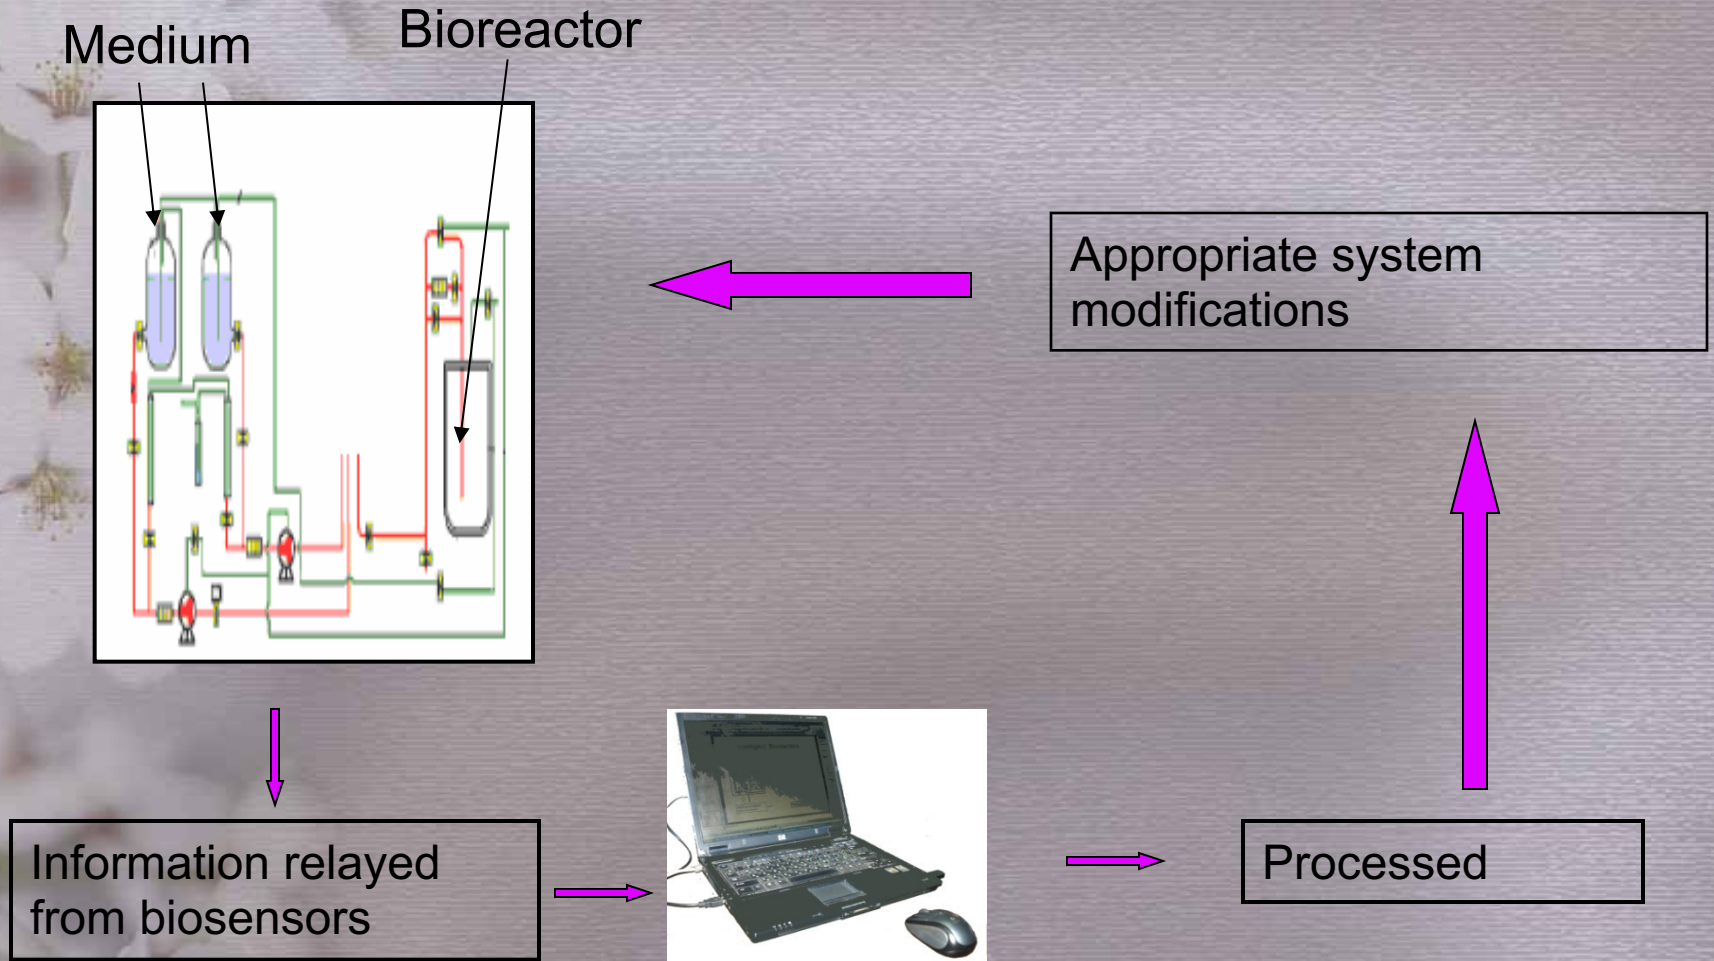 Medium
Bioreactor
Appropriate system
modifications
Information relayed
from biosensors
Processed